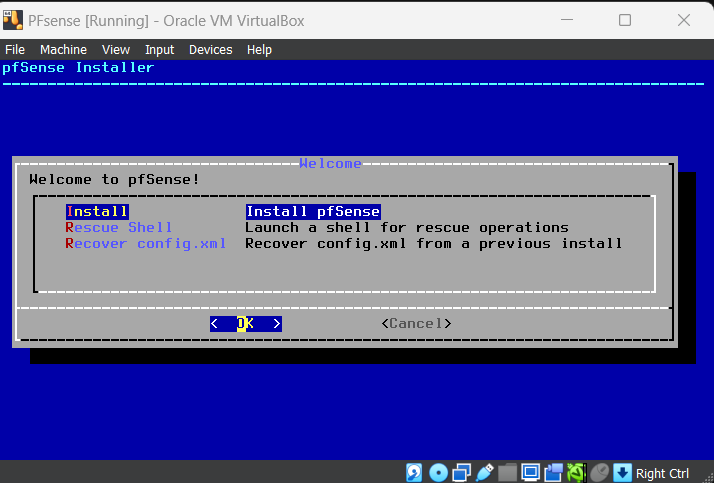 PFsense [Running] - Oracle VM VirtualBox
File Machine View Input Devices Help
pfSense Installer
Welcome
Welcome to pfSense!
Install Install pfSense
Rescue Shell Launch a shell for rescue operations
Recover config.xml Recover config.xml from a previous install
< OK > <Cancel>
Right Ctrl